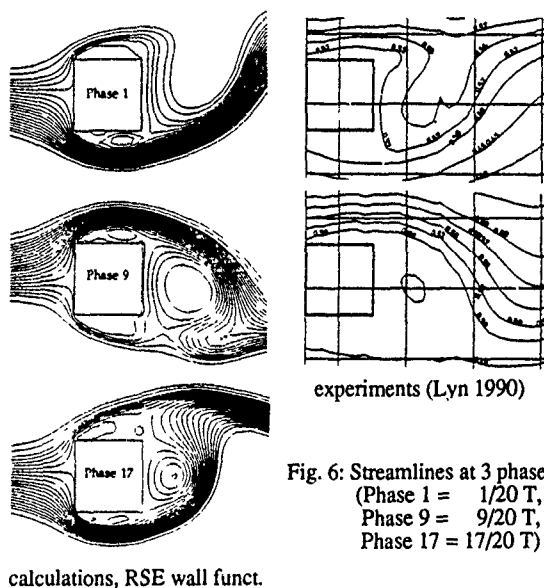 Phase 1
Phase 9
Phase 17
calculations, RSE wall funct.
experiments (Lyn 1990)
Fig. 6: Streamlines at 3 phase
(Phase 1 = 1/20 T,
Phase 9 = 9/20 T,
Phase 17 = 17/20 T)